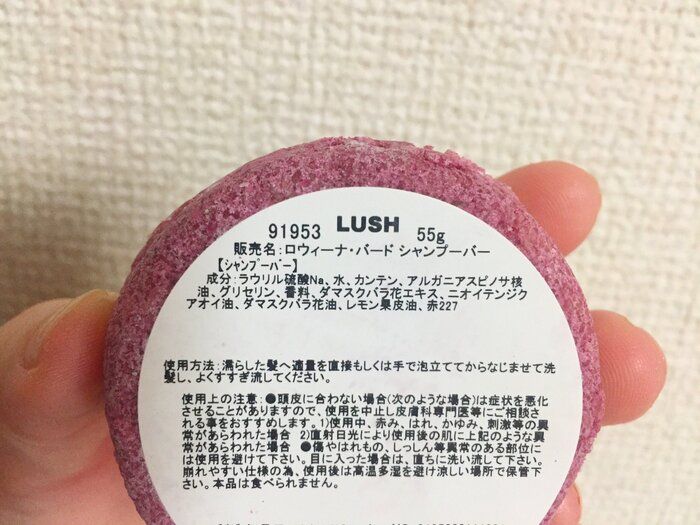 91953 LUSH 55g
販売名:ロウィーナ・バード シャンプーバー
【シャンプーバー】
成分:ラウリル硫酸Na、水、カンテン、アルガニアスピノサ核
油、グリセリン、香料、ダマスクバラ花エキス、ニオイテンジク
アオイ油、ダマスクバラ花油、レモン果皮油、赤227
使用方法:濡らした髪へ適量を直接もしくは手で泡立ててからなじませて洗
髪し、よくすすぎ流してください。
使用上の注意:●頭皮に合わない場合(次のような場合)は症状を悪化
させることがありますので、使用を中止し皮膚科専門医等にご相談さ
れる事をおすすめします。1)使用中、赤み、はれ、かゆみ、刺激等の異
常があらわれた場合 2)直射日光により使用後の肌に上記のような異
常があらわれた場合 ●傷やはれもの、しっしん等異常のある部位に
は使用を避けて下さい。目に入った場合は、直ちに洗い流して下さい。
崩れやすい仕様の為、使用後は高温多湿を避け涼しい場所で保管下
さい。本品は食べられません。